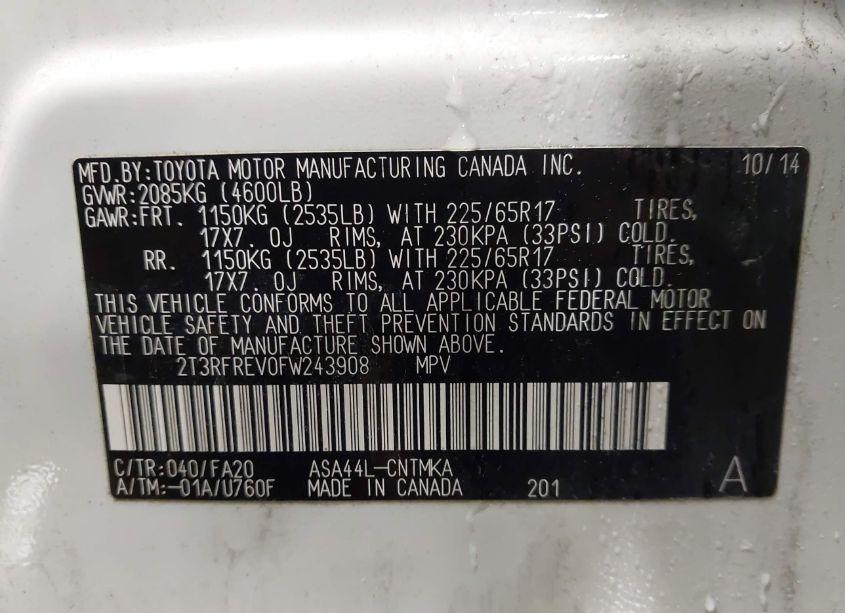 MFD.BY:TOYOTA MOTOR MANUFACTURING CANADA INC. 10/14
GVWR:2085KG (4600LB)
GAWR:FRT. 1150KG (2535LB) WITH 225/65R17 TIRES,
17X7.0J RIMS, AT 230KPA (33PSI) COLD.
RR. 1150KG (2535LB) WITH 225/65R17 TIRES,
17X7.0J RIMS, AT 230KPA (33PSI) COLD.
THIS VEHICLE CONFORMS TO ALL APPLICABLE FEDERAL MOTOR
VEHICLE SAFETY AND THEFT PREVENTION STANDARDS IN EFFECT ON
THE DATE OF MANUFACTURE SHOWN ABOVE.
2T3RFREV0FW243908 MPV
C/TR:040/FA20 ASA44L-CNTMKA
A/TM:-01A/U760F MADE IN CANADA 201 A